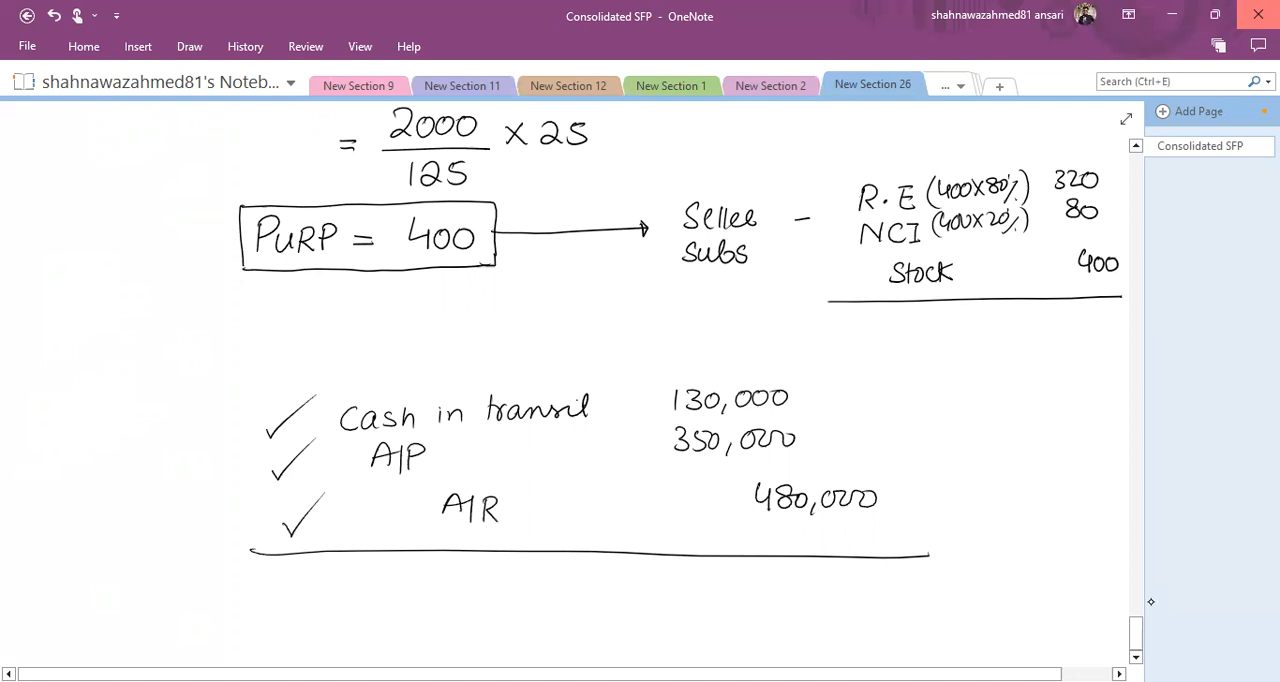 Consolidated SFP - OneNote
shahnawazahmed81 ansari
File Home Insert Draw History Review View Help
shahnawazahmed81's Noteb...
New Section 9 New Section 11 New Section 12 New Section 1 New Section 2 New Section 26 ...
Search (Ctrl+E)
Add Page
Consolidated SFP
= 2000/125 × 25
PURP = 400
Seller
Subs
-
R.E (400×80%) 320
NCI (400×20%) 80
Stock 400
Cash in transit 130,000
A/P 350,000
A/R 480,000